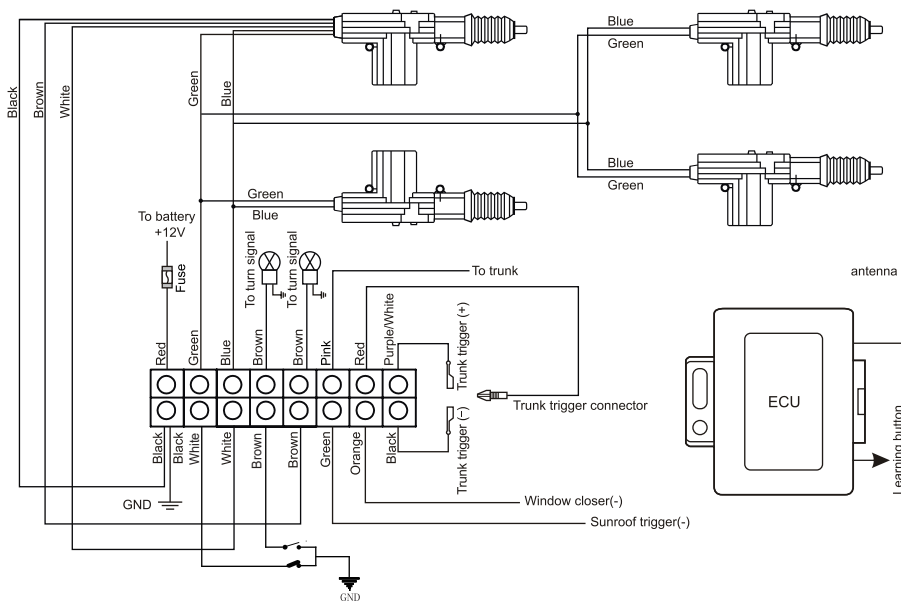 Blue
Green
Black
Brown
White
Green
Blue
Blue
Green
Green
Blue
To battery
+12V
Fuse
To turn signal
To turn signal
To trunk
antenna
Red
Green
Blue
Brown
Brown
Pink
Red
Purple/White
Trunk trigger (+)
Trunk trigger connector
ECU
Black
Black
White
White
Brown
Brown
Green
Orange
Black
Trunk trigger (-)
Learning button
GND
Window closer(-)
Sunroof trigger(-)
GND